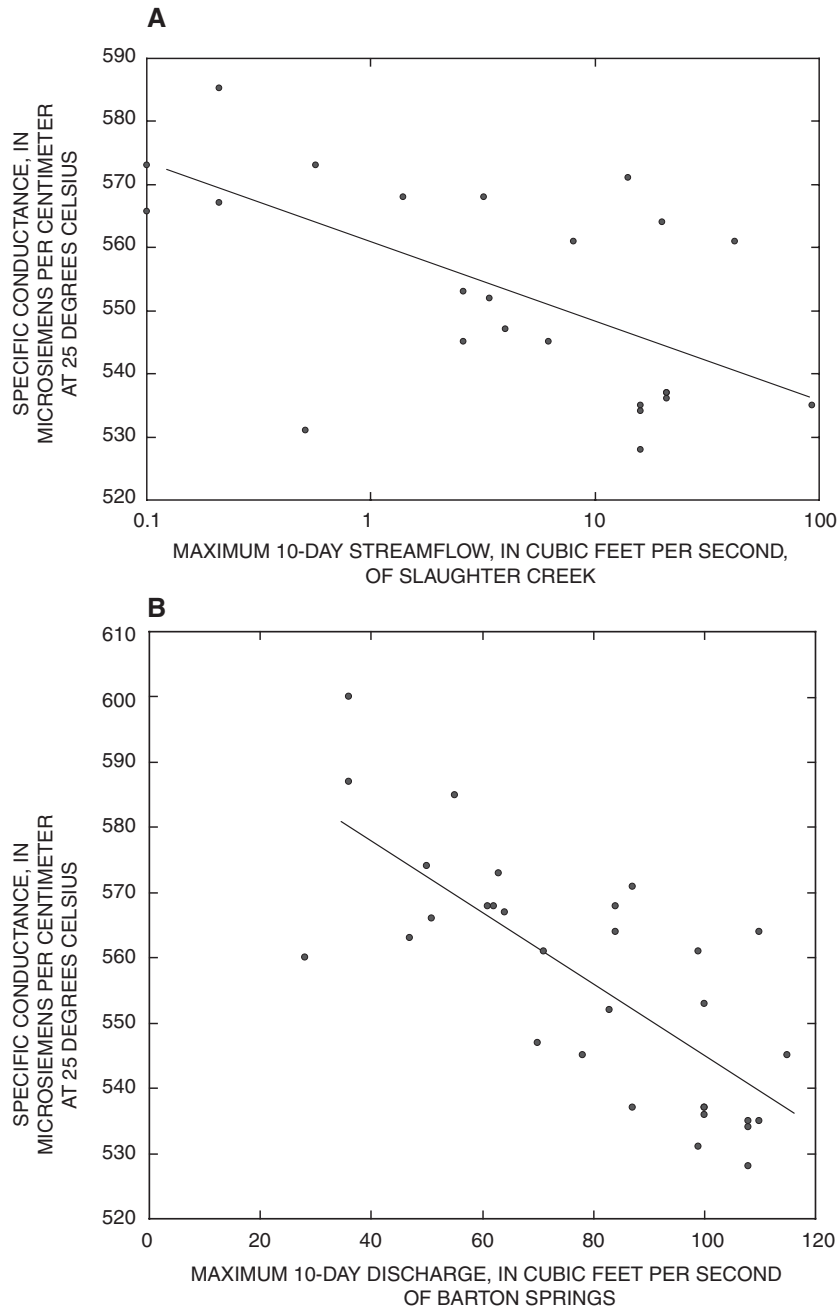 A
SPECIFIC CONDUCTANCE, IN
MICROSIEMENS PER CENTIMETER
AT 25 DEGREES CELSIUS
590
580
570
560
550
540
530
520
0.1 1 10 100
MAXIMUM 10-DAY STREAMFLOW, IN CUBIC FEET PER SECOND,
OF SLAUGHTER CREEK
B
SPECIFIC CONDUCTANCE, IN
MICROSIEMENS PER CENTIMETER
AT 25 DEGREES CELSIUS
610
600
590
580
570
560
550
540
530
520
0 20 40 60 80 100 120
MAXIMUM 10-DAY DISCHARGE, IN CUBIC FEET PER SECOND
OF BARTON SPRINGS